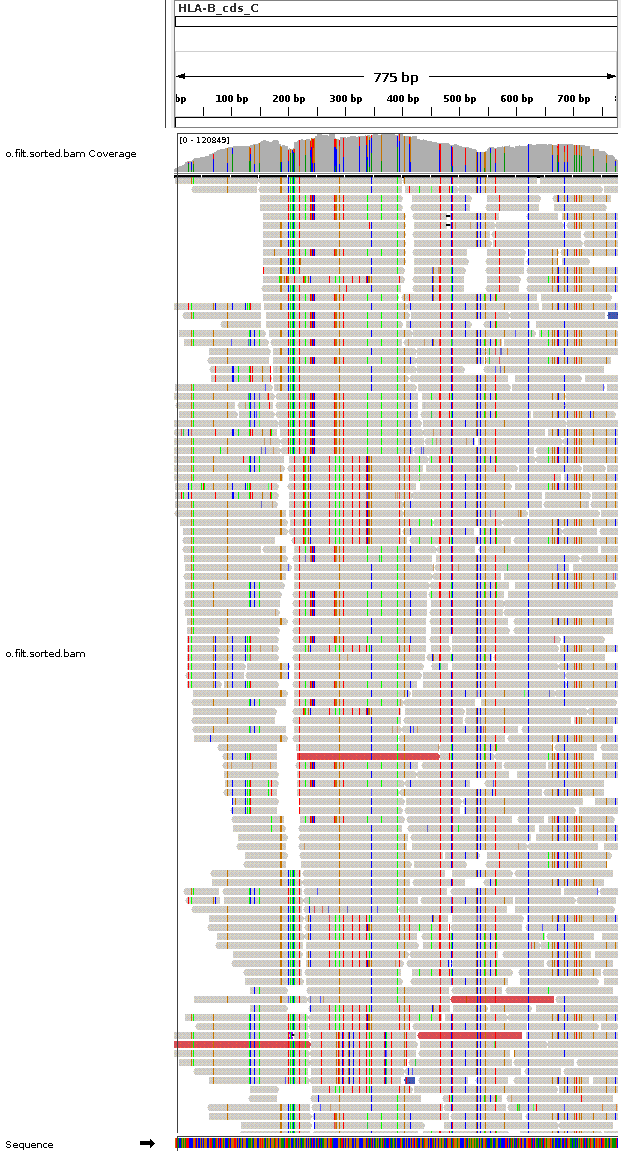 HLA-B_cds_C
775 bp
bp 100 bp 200 bp 300 bp 400 bp 500 bp 600 bp 700 bp
[0 - 120849]
o.filt.sorted.bam Coverage
o.filt.sorted.bam
Sequence